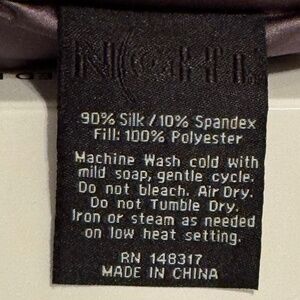 NIGHT
90% Silk /10% Spandex
Fill: 100% Polyester
Machine Wash cold with
mild soap, gentle cycle.
Do not bleach. Air Dry.
Do not Tumble Dry.
Iron or steam as needed
on low heat setting.
RN 148317
MADE IN CHINA